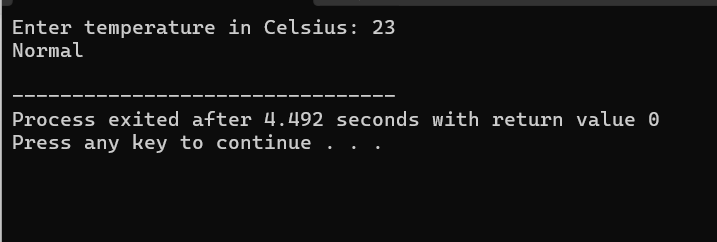 Enter temperature in Celsius: 23
Normal
--------------------------------
Process exited after 4.492 seconds with return value 0
Press any key to continue . . .